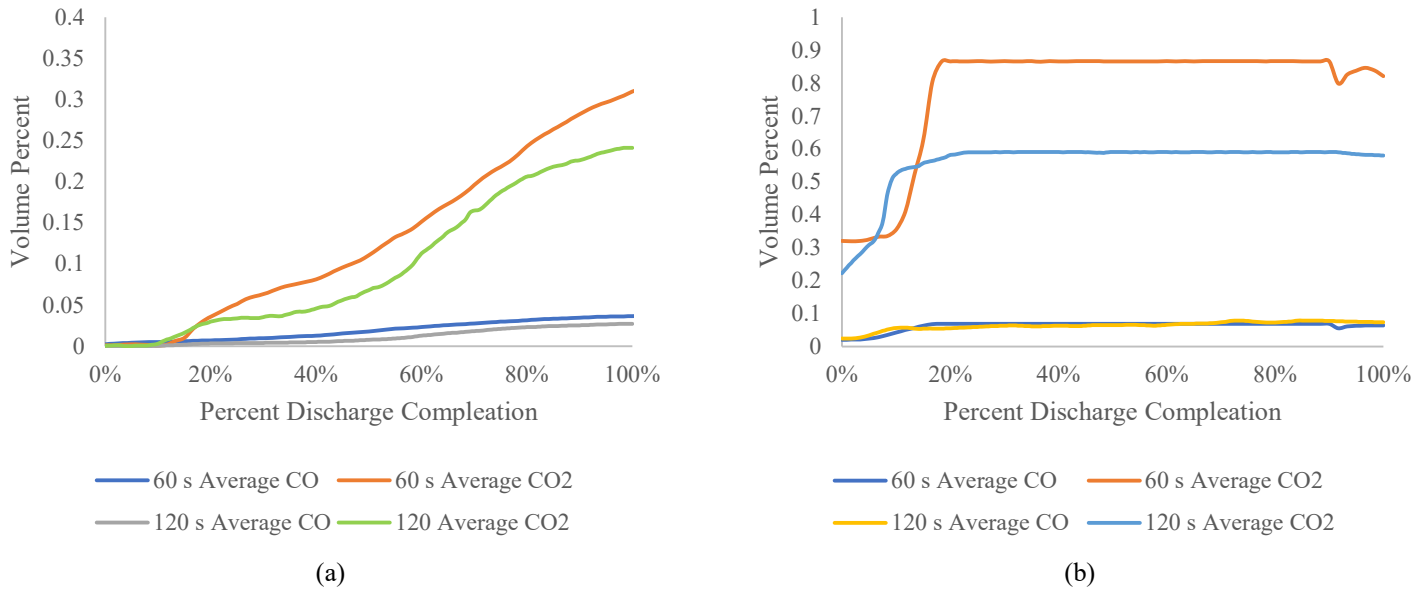 0.4
0.35
0.3
0.25
0.2
0.15
0.1
0.05
0
Volume Percent
0% 20% 40% 60% 80% 100%
Percent Discharge Compleation
60 s Average CO 60 s Average CO2
120 s Average CO 120 Average CO2
(a)
1
0.9
0.8
0.7
0.6
0.5
0.4
0.3
0.2
0.1
0
Volume Percent
0% 20% 40% 60% 80% 100%
Percent Discharge Compleation
60 s Average CO 60 s Average CO2
120 s Average CO 120 s Average CO2
(b)